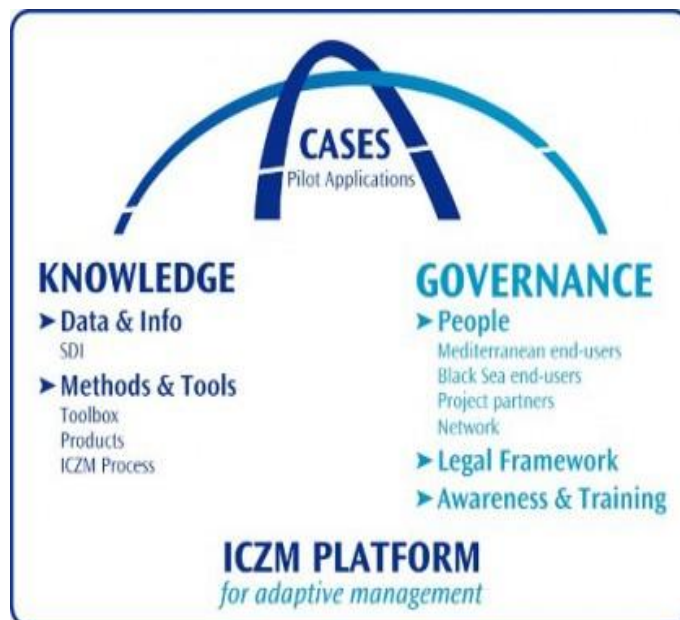 CASES
Pilot Applications
KNOWLEDGE
➤ Data & Info
SDI
➤ Methods & Tools
Toolbox
Products
ICZM Process
GOVERNANCE
➤ People
Mediterranean end-users
Black Sea end-users
Project partners
Network
➤ Legal Framework
➤ Awareness & Training
ICZM PLATFORM
for adaptive management